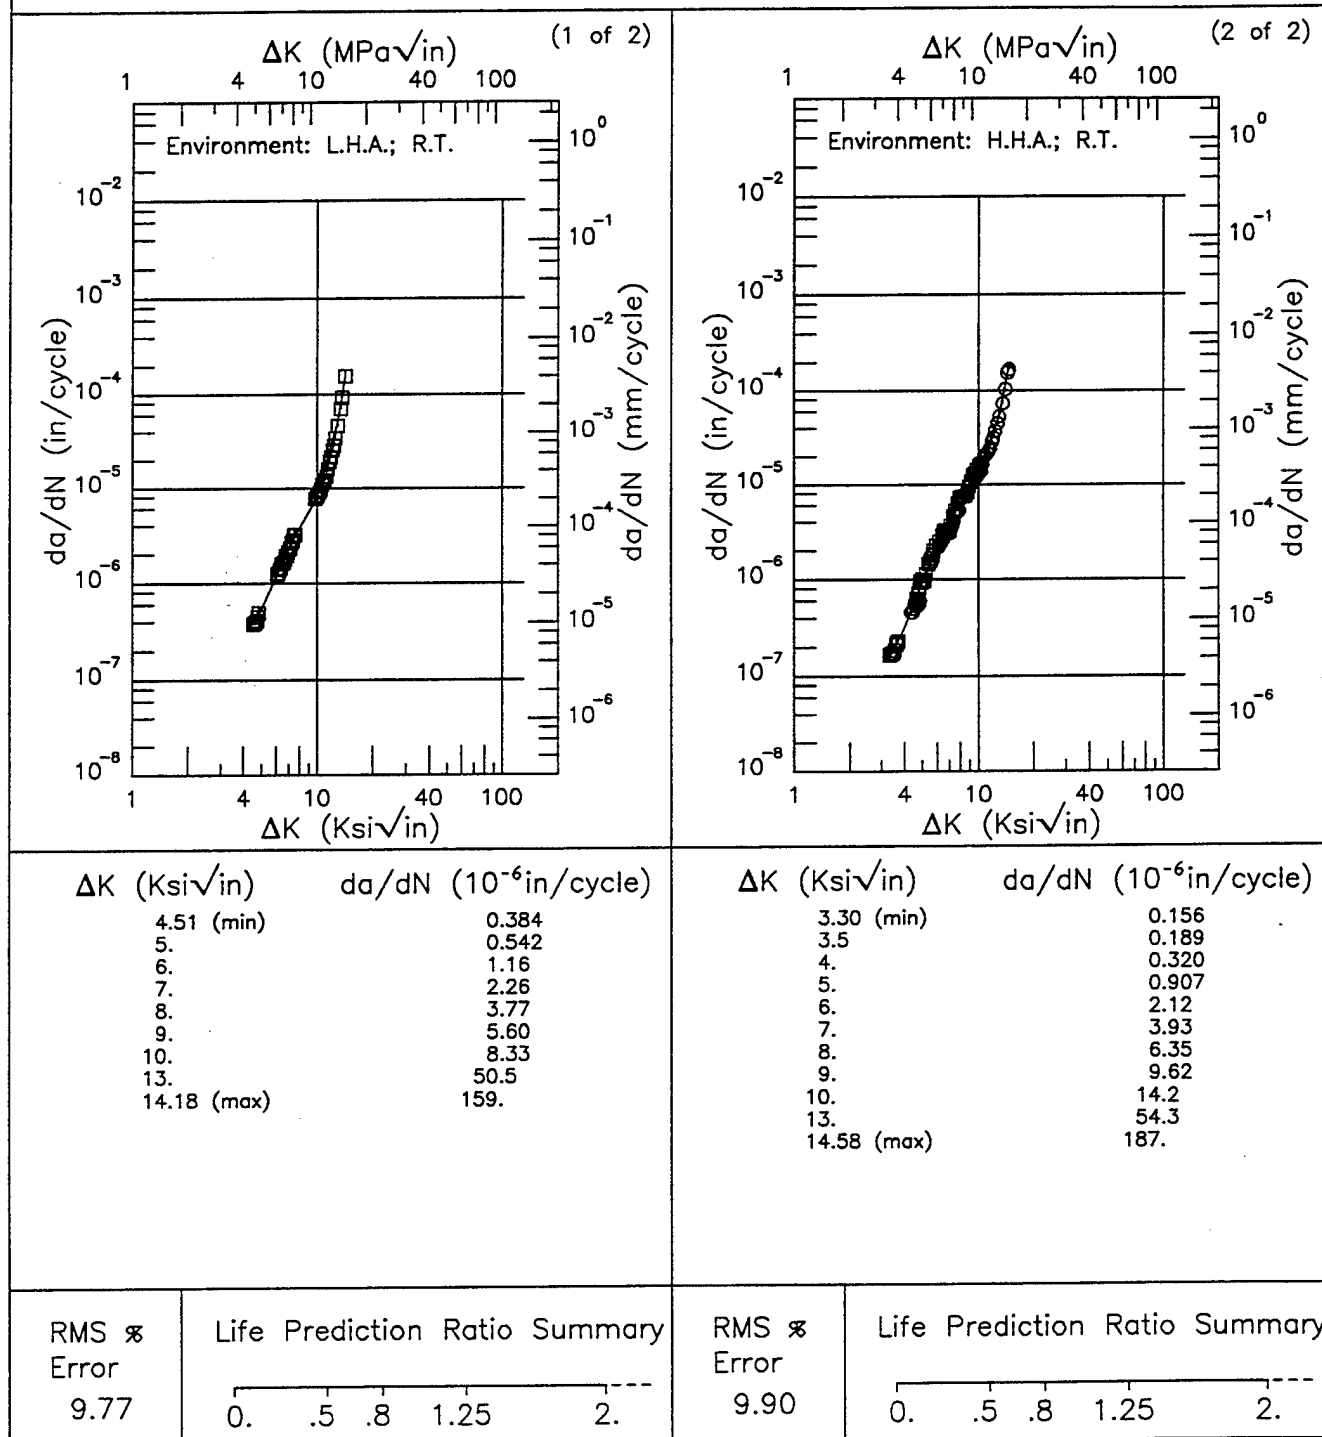 (1 of 2)
ΔK (MPa√in)
1 4 10 40 100
Environment: L.H.A.; R.T.
10⁰
10⁻²
10⁻¹
10⁻³
10⁻²
10⁻⁴
10⁻³
10⁻⁵
10⁻⁴
10⁻⁶
10⁻⁵
10⁻⁷
10⁻⁶
10⁻⁸
da/dN (in/cycle)
da/dN (mm/cycle)
1 4 10 40 100
ΔK (Ksi√in)
ΔK (Ksi√in) da/dN (10⁻⁶in/cycle)
4.51 (min) 0.384
5. 0.542
6. 1.16
7. 2.26
8. 3.77
9. 5.60
10. 8.33
13. 50.5
14.18 (max) 159.
RMS % Error
9.77
Life Prediction Ratio Summary
0. .5 .8 1.25 2.
(2 of 2)
ΔK (MPa√in)
1 4 10 40 100
Environment: H.H.A.; R.T.
10⁰
10⁻²
10⁻¹
10⁻³
10⁻²
10⁻⁴
10⁻³
10⁻⁵
10⁻⁴
10⁻⁶
10⁻⁵
10⁻⁷
10⁻⁶
10⁻⁸
da/dN (in/cycle)
da/dN (mm/cycle)
1 4 10 40 100
ΔK (Ksi√in)
ΔK (Ksi√in) da/dN (10⁻⁶in/cycle)
3.30 (min) 0.156
3.5 0.189
4. 0.320
5. 0.907
6. 2.12
7. 3.93
8. 6.35
9. 9.62
10. 14.2
13. 54.3
14.58 (max) 187.
RMS % Error
9.90
Life Prediction Ratio Summary
0. .5 .8 1.25 2.